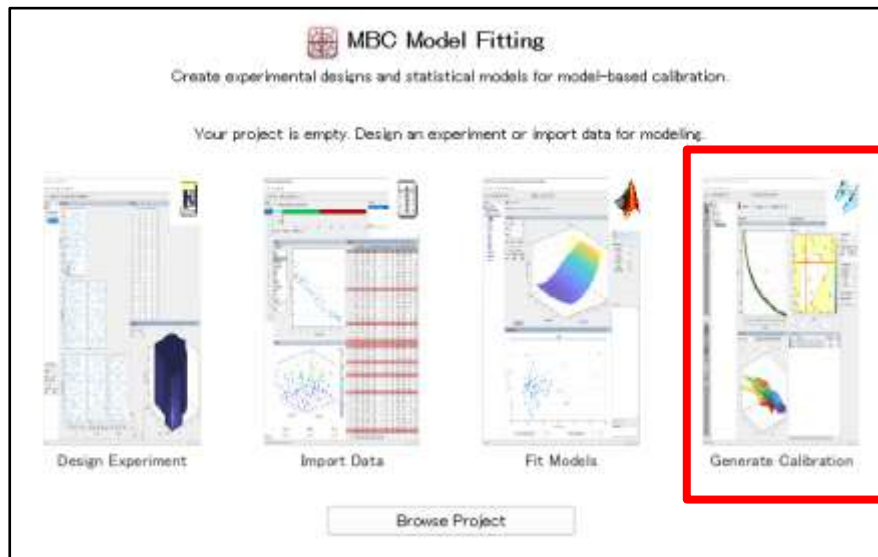 MBC Model Fitting
Create experimental designs and statistical models for model-based calibration.
Your project is empty. Design an experiment or import data for modeling.
Design Experiment
Import Data
Fit Models
Generate Calibration
Browse Project